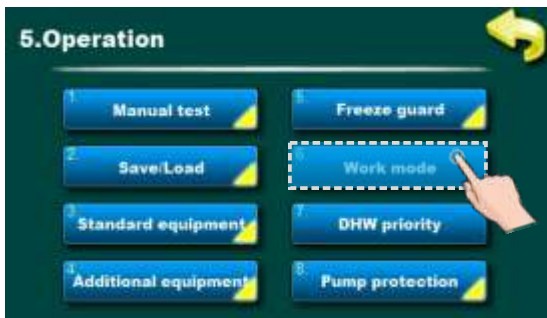 5.Operation
1. Manual test
2. Save/Load
3. Standard equipment
4. Additional equipment
5. Freeze guard
6. Work mode
7. DHW priority
8. Pump protection